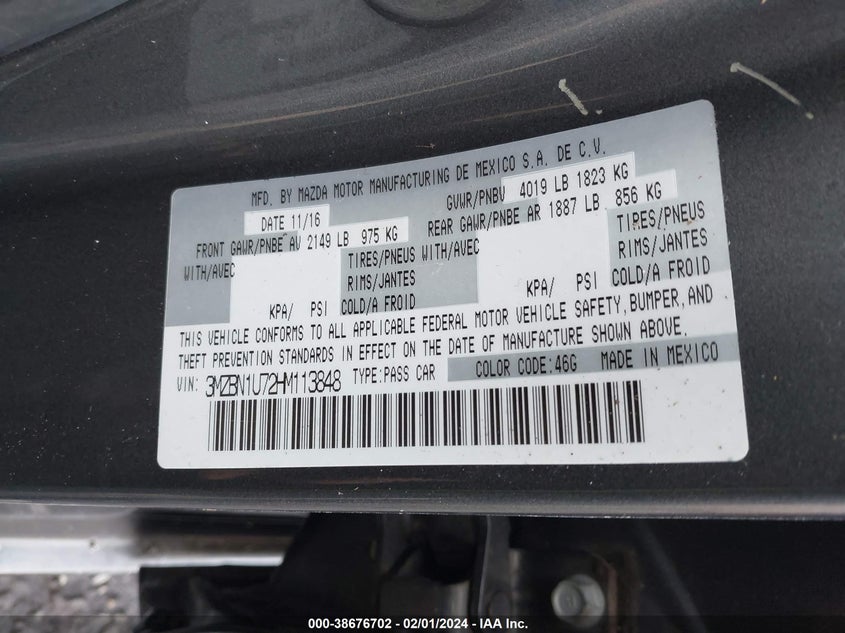 MFD. BY MAZDA MOTOR MANUFACTURING DE MEXICO S.A. DE C.V.
DATE 11/16 GVWR/PNBV 4019 LB 1823 KG
FRONT GAWR/PNBE AV 2149 LB 975 KG REAR GAWR/PNBE AR 1887 LB 856 KG
WITH/AVEC TIRES/PNEUS WITH/AVEC TIRES/PNEUS
RIMS/JANTES RIMS/JANTES
KPA/ PSI COLD/A FROID KPA/ PSI COLD/A FROID
THIS VEHICLE CONFORMS TO ALL APPLICABLE FEDERAL MOTOR VEHICLE SAFETY, BUMPER, AND
THEFT PREVENTION STANDARDS IN EFFECT ON THE DATE OF MANUFACTURE SHOWN ABOVE.
VIN: 3MZBN1U72HM113848 TYPE:PASS CAR COLOR CODE:46G MADE IN MEXICO
000-38676702 - 02/01/2024 - IAA Inc.